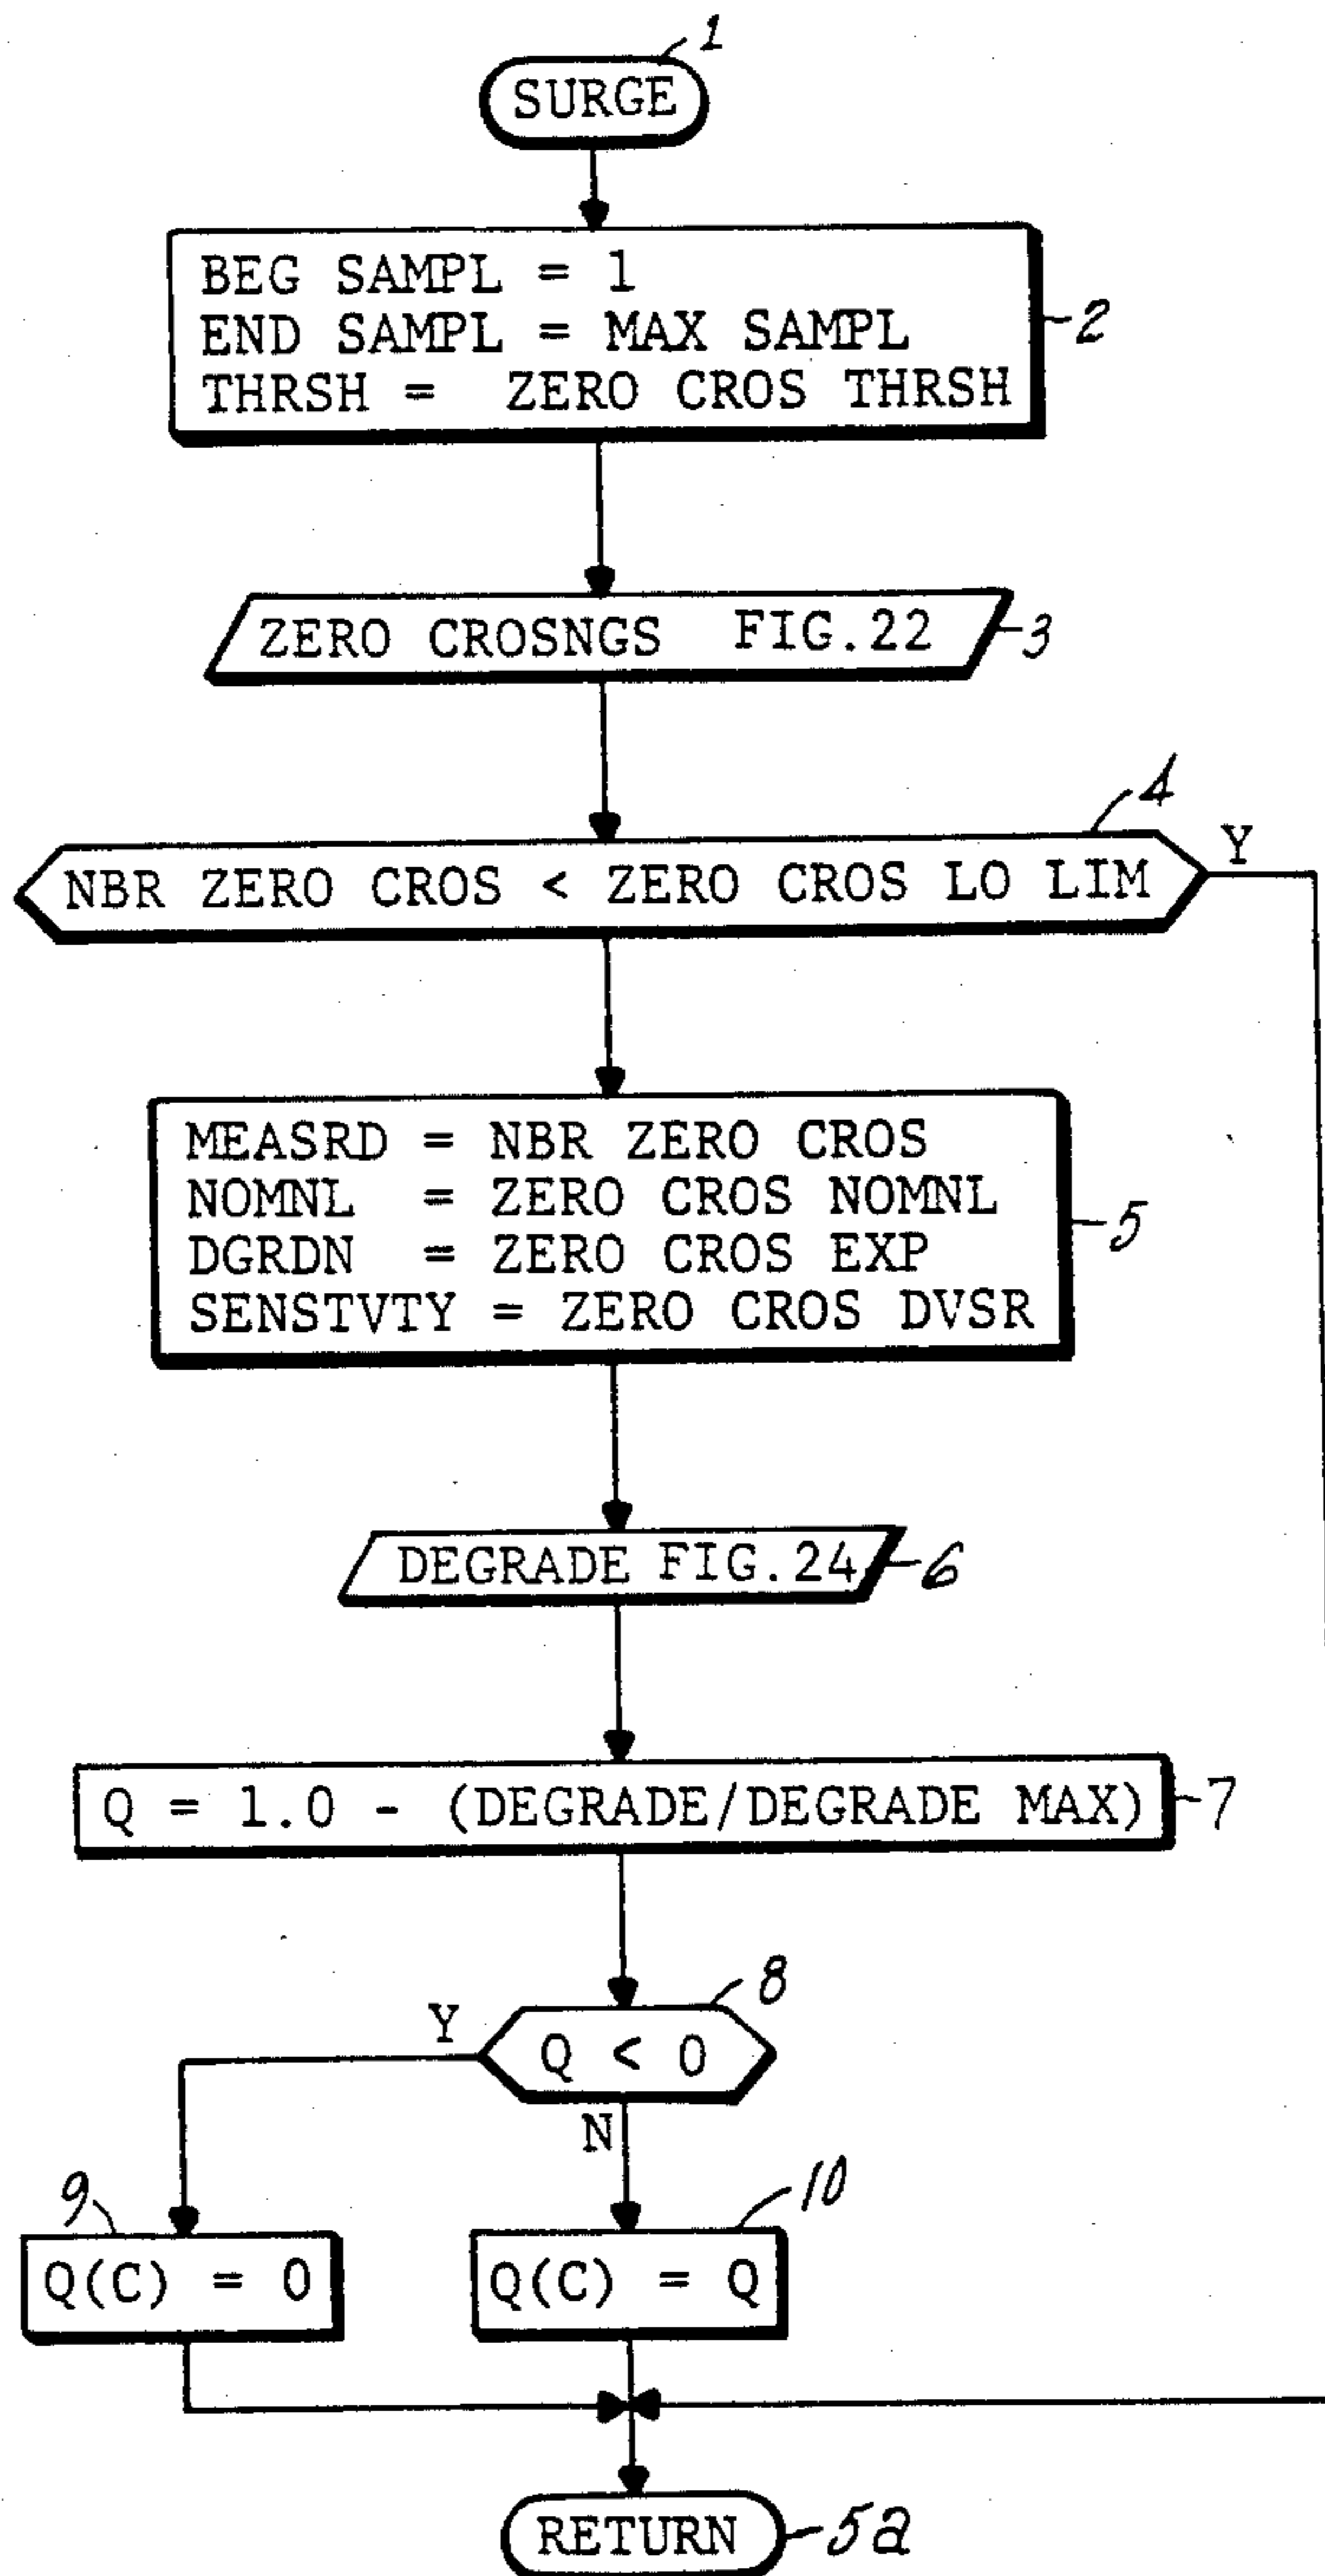 1
SURGE
BEG SAMPL = 1
END SAMPL = MAX SAMPL
THRSH = ZERO CROS THRSH
2
ZERO CROSNGS FIG.22
3
4
NBR ZERO CROS < ZERO CROS LO LIM
Y
MEASRD = NBR ZERO CROS
NOMNL = ZERO CROS NOMNL
DGRDN = ZERO CROS EXP
SENSTVTY = ZERO CROS DVSR
5
DEGRADE FIG.24
6
Q = 1.0 - (DEGRADE/DEGRADE MAX)
7
8
Y
Q < 0
N
9
10
Q(C) = 0
Q(C) = Q
RETURN
5a